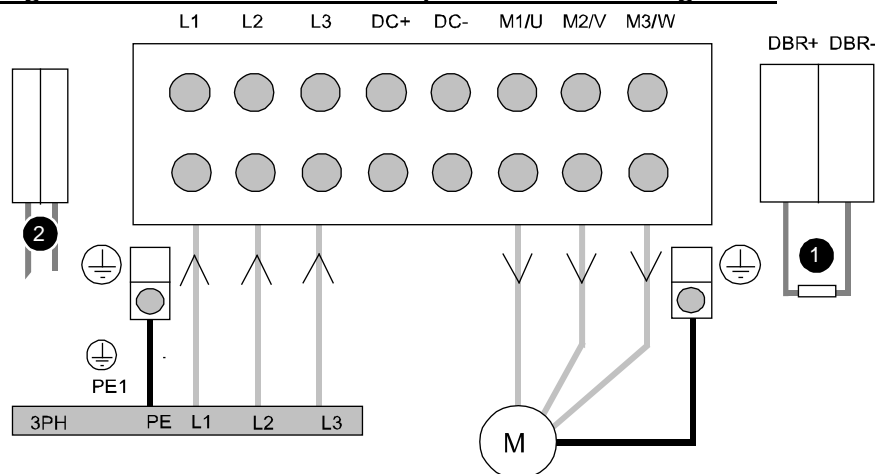 L1 L2 L3 DC+ DC- M1/U M2/V M3/W
DBR+ DBR-
2
1
PE1
3PH PE L1 L2 L3
M